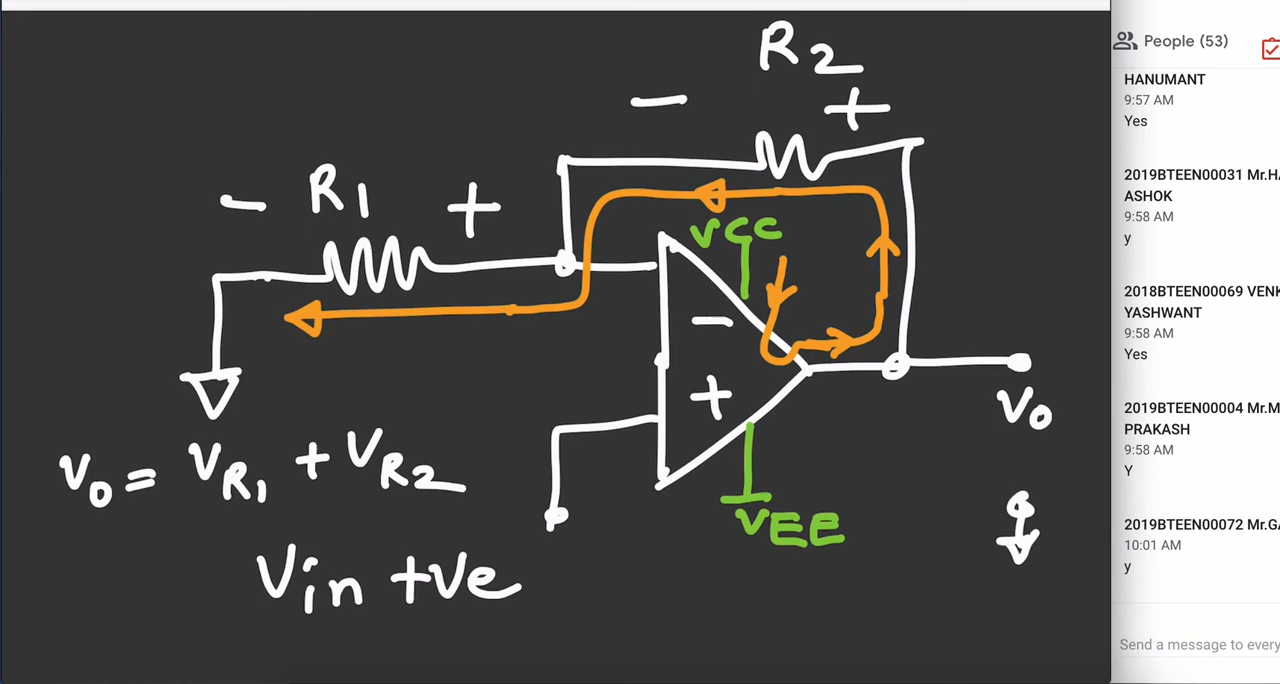 R2
− +
− R1 +
VCC
−
+
Vo
Vo = VR1 + VR2
VEE
Vin +Ve
People (53)
HANUMANT
9:57 AM
Yes
2019BTEEN00031 Mr.HA
ASHOK
9:58 AM
y
2018BTEEN00069 VENK
YASHWANT
9:58 AM
Yes
2019BTEEN00004 Mr.M
PRAKASH
9:58 AM
Y
2019BTEEN00072 Mr.GA
10:01 AM
y
Send a message to every